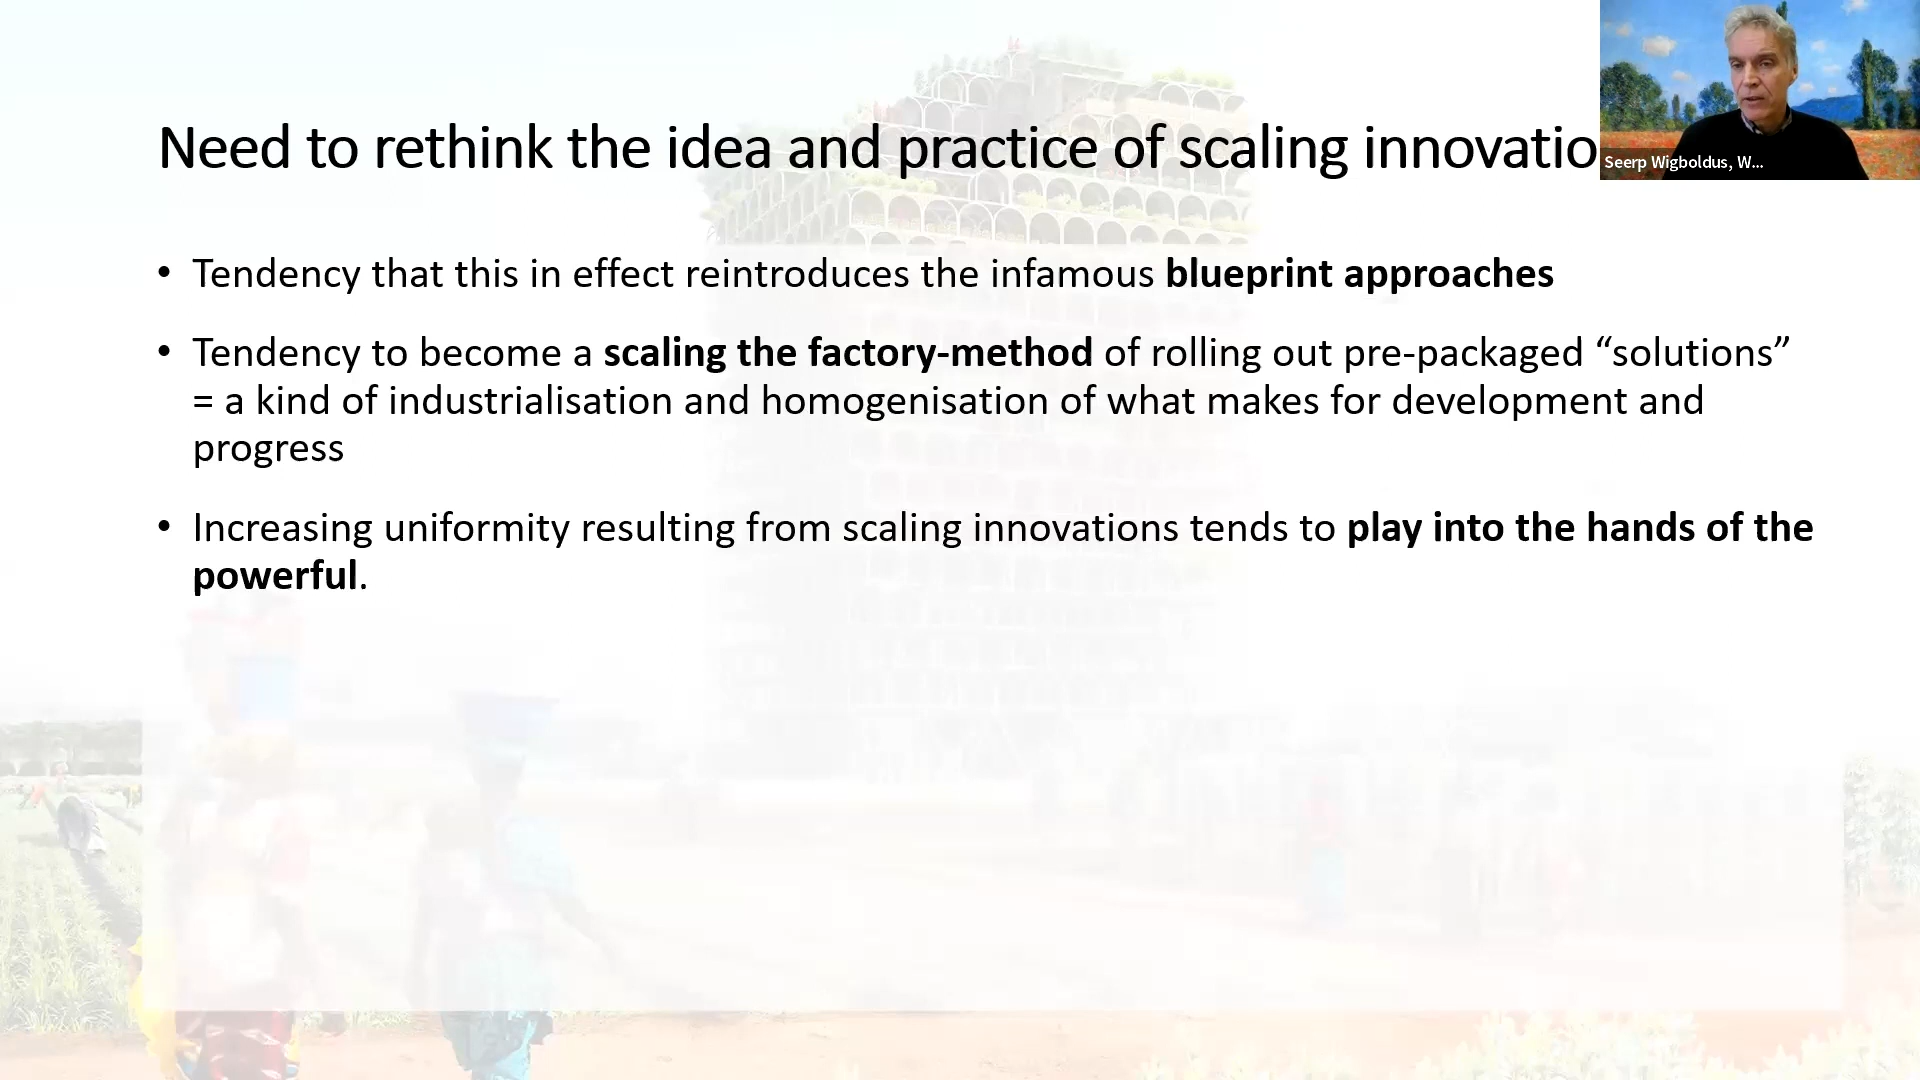 Need to rethink the idea and practice of scaling innovatio
Seerp Wigboldus, W...
• Tendency that this in effect reintroduces the infamous blueprint approaches
• Tendency to become a scaling the factory-method of rolling out pre-packaged “solutions”
= a kind of industrialisation and homogenisation of what makes for development and
progress
• Increasing uniformity resulting from scaling innovations tends to play into the hands of the
powerful.